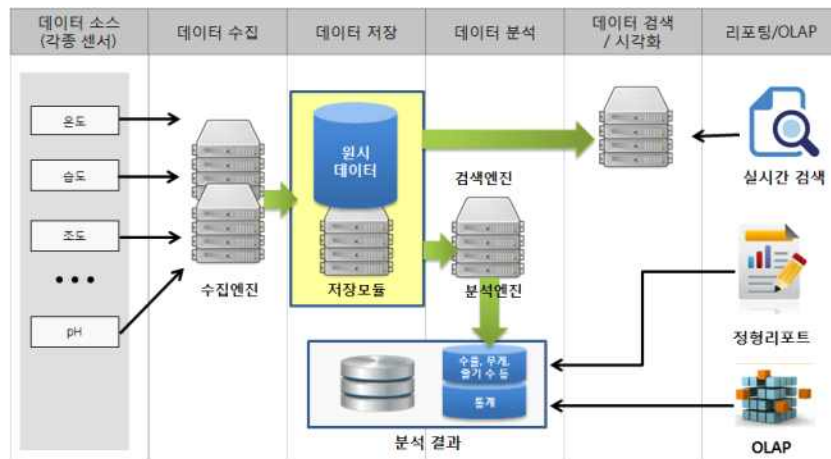 데이터 소스
(각종 센서)
데이터 수집
데이터 저장
데이터 분석
데이터 검색
/ 시각화
리포팅/OLAP
온도
습도
조도
● ● ●
pH
수집엔진
원시
데이터
저장모듈
검색엔진
분석엔진
수출, 무게,
줄기 수 등
통계
분석 결과
실시간 검색
정형리포트
OLAP